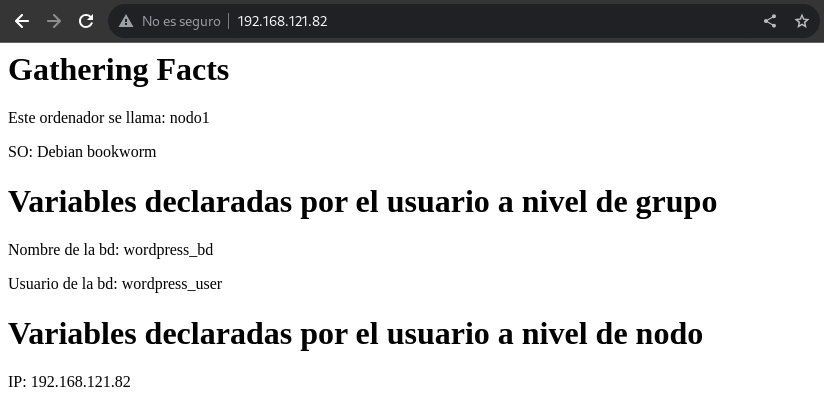 No es seguro 192.168.121.82
Gathering Facts
Este ordenador se llama: nodo1
SO: Debian bookworm
Variables declaradas por el usuario a nivel de grupo
Nombre de la bd: wordpress_bd
Usuario de la bd: wordpress_user
Variables declaradas por el usuario a nivel de nodo
IP: 192.168.121.82